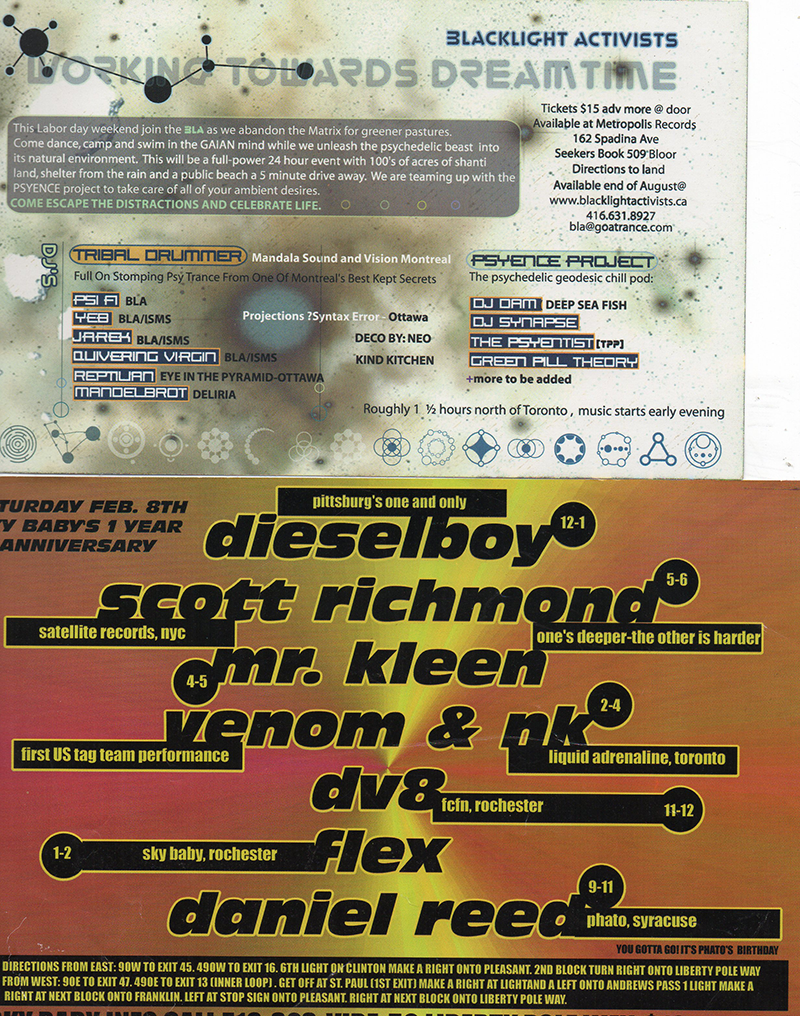 BLACKLIGHT ACTIVISTS
WORKING TOWARDS DREAMTIME
Tickets $15 adv more @ door
Available at Metropolis Records
162 Spadina Ave
Seekers Book 509 Bloor
Directions to land
Available end of August@
www.blacklightactivists.ca
416.631.8927
bla@goatrance.com
This Labor day weekend join the BLA as we abandon the Matrix for greener pastures.
Come dance, camp and swim in the GAIAN mind while we unleash the psychedelic beast into
its natural environment. This will be a full-power 24 hour event with 100's of acres of shanti
land, shelter from the rain and a public beach a 5 minute drive away. We are teaming up with the
PSYENCE project to take care of all of your ambient desires.
COME ESCAPE THE DISTRACTIONS AND CELEBRATE LIFE.
DJ'S
TRIBAL DRUMMER Mandala Sound and Vision Montreal
Full On Stomping Psy Trance From One Of Montreal's Best Kept Secrets
PSI FI BLA
YEB BLA/ISMS
JAREK BLA/ISMS
QUIVERING VIRGIN BLA/ISMS
REPTILIAN EYE IN THE PYRAMID-OTTAWA
MANDELBROT DELIRIA
Projections ?Syntax Error - Ottawa
DECO BY: NEO
KIND KITCHEN
PSYENCE PROJECT
The psychedelic geodesic chill pod:
DJ OAM DEEP SEA FISH
DJ SYNAPSE
THE PSYENTIST [TPP]
GREEN PILL THEORY
+more to be added
Roughly 1 ½ hours north of Toronto , music starts early evening
TURDAY FEB. 8TH
Y BABY'S 1 YEAR
ANNIVERSARY
pittsburg's one and only
dieselboy 12-1
scott richmond 5-6
satellite records, nyc
one's deeper-the other is harder
mr. kleen
4-5
venom & nk 2-4
first US tag team performance
liquid adrenaline, toronto
dv8
fcfn, rochester 11-12
1-2 sky baby, rochester flex
daniel reed 9-11
phato, syracuse
YOU GOTTA GO! IT'S PHATO'S BIRTHDAY
DIRECTIONS FROM EAST: 90W TO EXIT 45. 490W TO EXIT 16. 6TH LIGHT ON CLINTON MAKE A RIGHT ONTO PLEASANT. 2ND BLOCK TURN RIGHT ONTO LIBERTY POLE WAY
FROM WEST: 90E TO EXIT 47. 490E TO EXIT 13 (INNER LOOP) . GET OFF AT ST. PAUL (1ST EXIT) MAKE A RIGHT AT LIGHTAND A LEFT ONTO ANDREWS PASS 1 LIGHT MAKE A
RIGHT AT NEXT BLOCK ONTO FRANKLIN. LEFT AT STOP SIGN ONTO PLEASANT. RIGHT AT NEXT BLOCK ONTO LIBERTY POLE WAY.